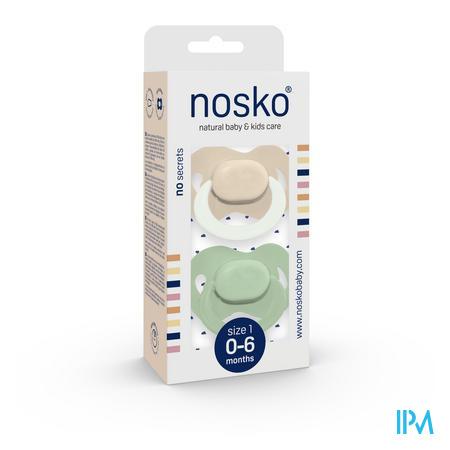 nosko®
natural baby & kids care
no secrets
www.noskobaby.com
size 1
0-6
months
IPM